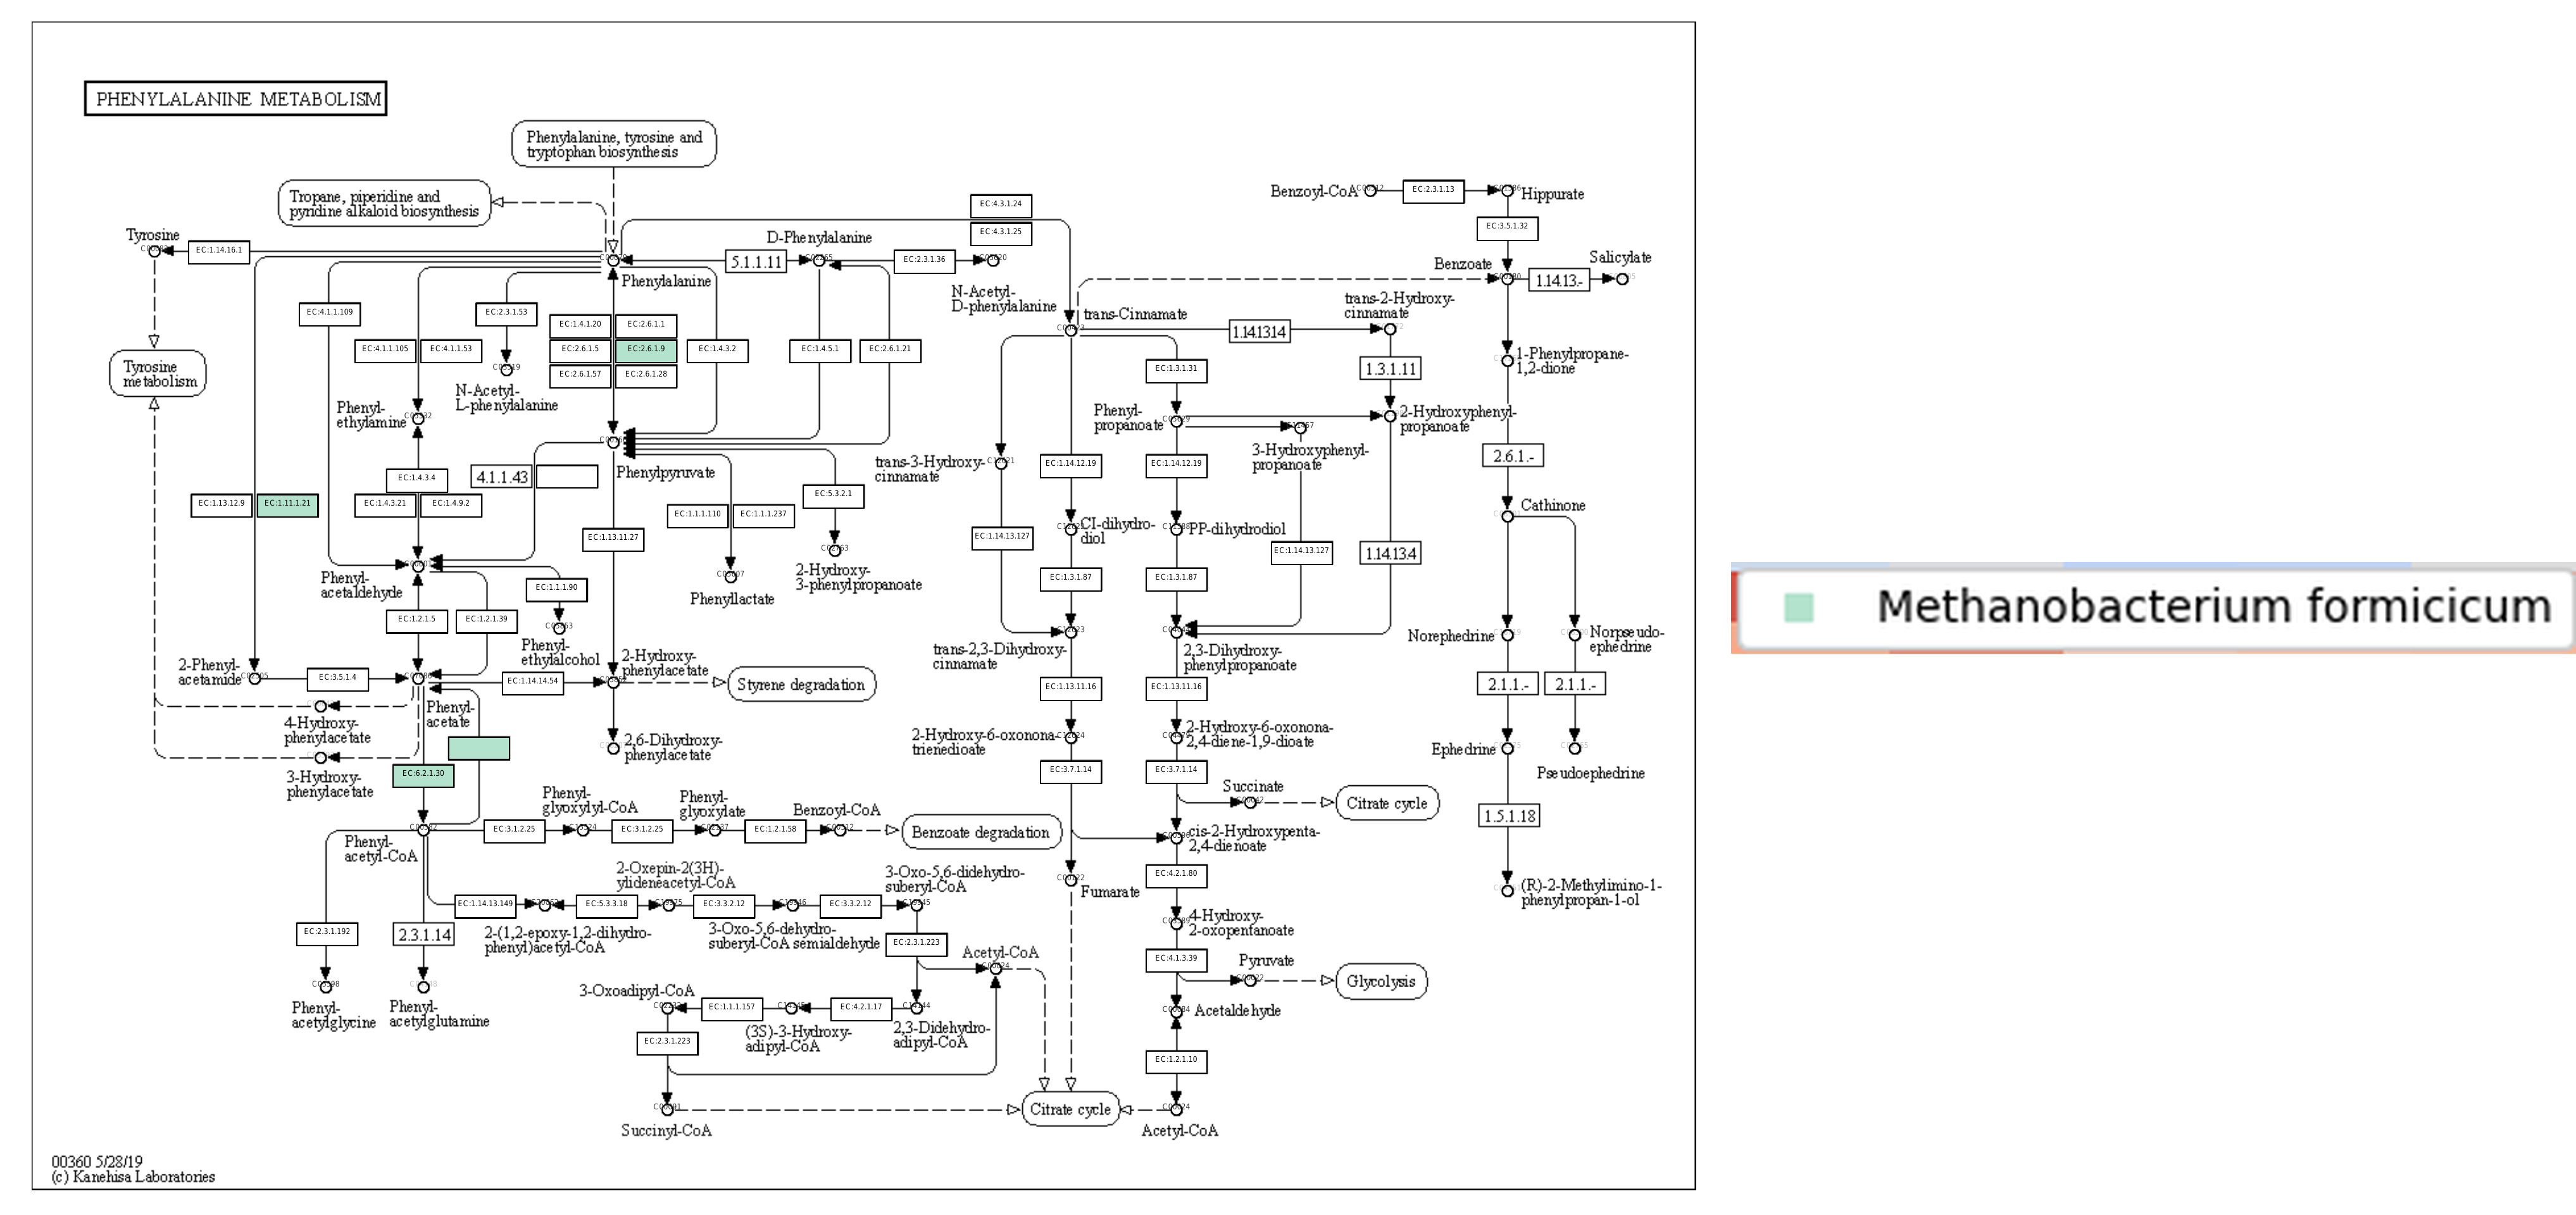 PHENYLALANINE METABOLISM
Phenylalanine, tyrosine and
tryptophan biosynthesis
Tropane, piperidine and
pyridine alkaloid biosynthesis
Benzoyl-CoA
EC:2.3.1.13
Hippurate
EC:4.3.1.24
EC:4.3.1.25
EC:3.5.1.32
Tyrosine
EC:1.14.16.1
D-Phenylalanine
5.1.1.11
EC:2.3.1.36
Phenylalanine
N-Acetyl-
D-phenylalanine
Benzoate
1.14.13.-
Salicylate
EC:4.1.1.109
EC:2.3.1.53
EC:1.4.1.20
EC:2.6.1.1
EC:4.1.1.105
EC:4.1.1.53
EC:2.6.1.5
EC:2.6.1.9
EC:1.4.3.2
EC:1.4.5.1
EC:2.6.1.21
EC:2.6.1.57
EC:2.6.1.28
trans-Cinnamate
1.14.13.14
trans-2-Hydroxy-
cinnamate
EC:1.3.1.31
1.3.1.11
1-Phenylpropane-
1,2-dione
Tyrosine
metabolism
N-Acetyl-
L-phenylalanine
Phenyl-
ethylamine
Phenyl-
propanoate
2-Hydroxyphenyl-
propanoate
3-Hydroxyphenyl-
propanoate
2.6.1.-
EC:1.4.3.4
4.1.1.43
Phenylpyruvate
trans-3-Hydroxy-
cinnamate
EC:1.14.12.19
EC:1.14.12.19
EC:1.13.12.9
EC:1.11.1.21
EC:1.4.3.21
EC:1.4.9.2
EC:5.3.2.1
EC:1.1.1.110
EC:1.1.1.237
Cathinone
EC:1.13.11.27
EC:1.14.13.127
CI-dihydro-
diol
PP-dihydrodiol
EC:1.14.13.127
1.14.13.4
Phenyl-
acetaldehyde
EC:1.1.1.90
Phenyllactate
2-Hydroxy-
3-phenylpropanoate
EC:1.3.1.87
EC:1.3.1.87
EC:1.2.1.5
EC:1.2.1.39
Phenyl-
ethylalcohol
trans-2,3-Dihydroxy-
cinnamate
2,3-Dihydroxy-
phenylpropanoate
Norephedrine
Norpseudo-
ephedrine
2-Phenyl-
acetamide
EC:3.5.1.4
EC:1.14.14.54
2-Hydroxy-
phenylacetate
Styrene degradation
EC:1.13.11.16
EC:1.13.11.16
2.1.1.-
2.1.1.-
4-Hydroxy-
phenylacetate
Phenyl-
acetate
2,6-Dihydroxy-
phenylacetate
2-Hydroxy-6-oxonona-
trienedioate
2-Hydroxy-6-oxonona-
2,4-diene-1,9-dioate
Ephedrine
Pseudoephedrine
3-Hydroxy-
phenylacetate
EC:6.2.1.30
EC:3.7.1.14
EC:3.7.1.14
Succinate
Citrate cycle
Phenyl-
glyoxylyl-CoA
Phenyl-
glyoxylate
Benzoyl-CoA
EC:3.1.2.25
EC:3.1.2.25
EC:1.2.1.58
Benzoate degradation
1.5.1.18
Phenyl-
acetyl-CoA
cis-2-Hydroxypenta-
2,4-dienoate
2-Oxepin-2(3H)-
ylideneacetyl-CoA
3-Oxo-5,6-didehydro-
suberyl-CoA
EC:4.2.1.80
Fumarate
(R)-2-Methylimino-1-
phenylpropan-1-ol
EC:1.14.13.149
EC:5.3.3.18
EC:3.3.2.12
EC:3.3.2.12
EC:2.3.1.192
2.3.1.14
2-(1,2-epoxy-1,2-dihydro-
phenyl)acetyl-CoA
3-Oxo-5,6-dehydro-
suberyl-CoA semialdehyde
EC:2.3.1.223
4-Hydroxy-
2-oxopentanoate
Acetyl-CoA
EC:4.1.3.39
Pyruvate
Glycolysis
Phenyl-
acetylglycine
Phenyl-
acetylglutamine
3-Oxoadipyl-CoA
EC:1.1.1.157
EC:4.2.1.17
(3S)-3-Hydroxy-
adipyl-CoA
2,3-Didehydro-
adipyl-CoA
Acetaldehyde
EC:2.3.1.223
EC:1.2.1.10
Citrate cycle
Succinyl-CoA
Acetyl-CoA
00360 5/28/19
(c) Kanehisa Laboratories
Methanobacterium formicicum